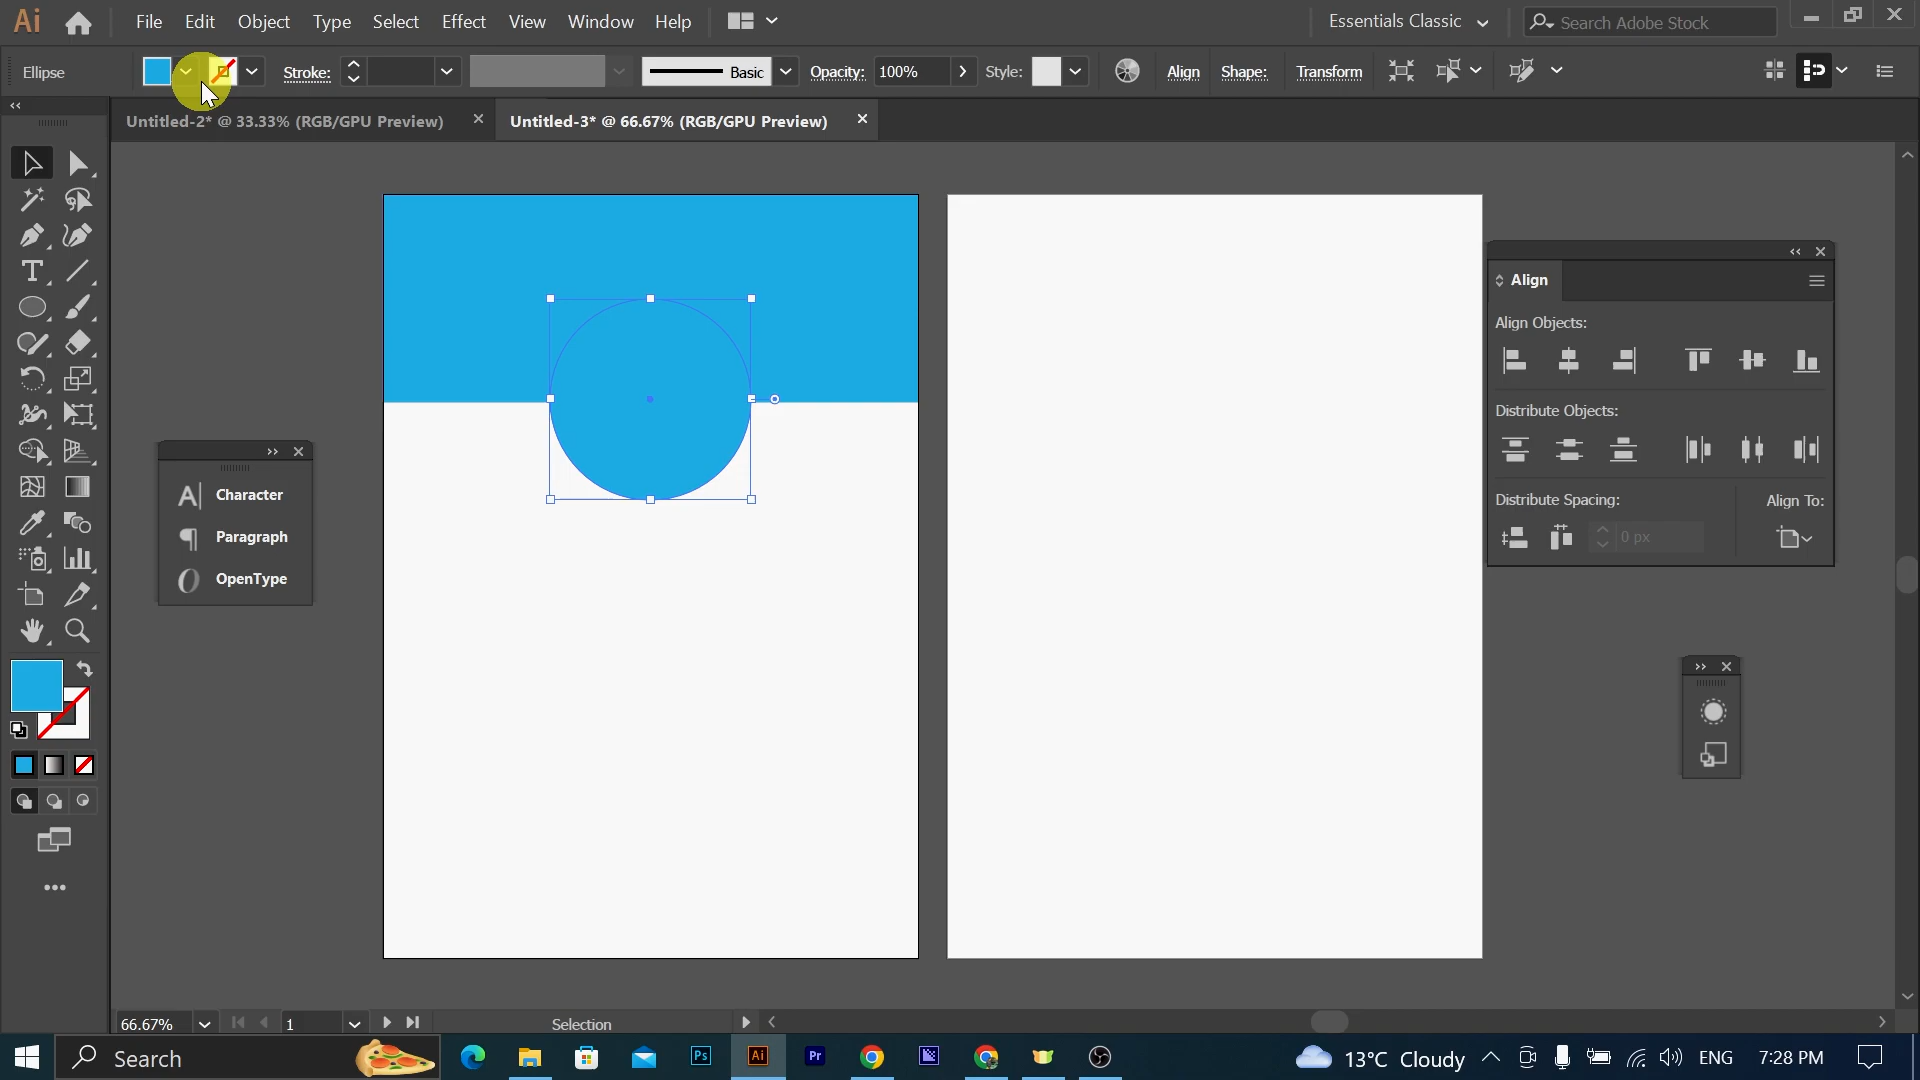 Ai File Edit Object Type Select Effect View Window Help Essentials Classic Search Adobe Stock
Ellipse Stroke: Basic Opacity: 100% Style: Align Shape: Transform
Untitled-2* @ 33.33% (RGB/GPU Preview) Untitled-3* @ 66.67% (RGB/GPU Preview)
Align
Align Objects:
Distribute Objects:
Distribute Spacing: Align To:
0 px
Character
Paragraph
OpenType
66.67% 1 Selection
Search Ps Ai Pr 13°C Cloudy ENG 7:28 PM